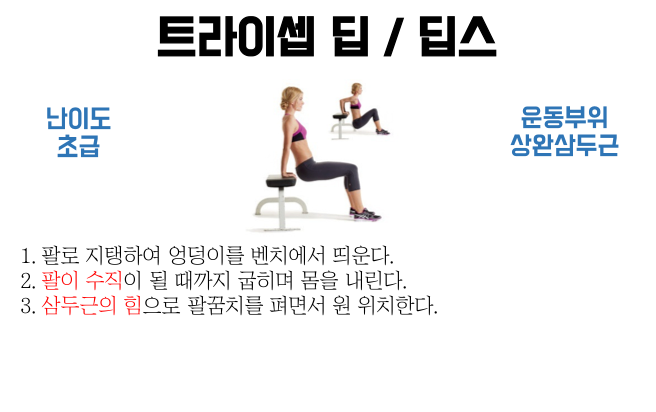 트라이셉 딥 / 딥스
난이도
초급
운동부위
상완삼두근
1. 팔로 지탱하여 엉덩이를 벤치에서 띄운다.
2. 팔이 수직이 될 때까지 굽히며 몸을 내린다.
3. 삼두근의 힘으로 팔꿈치를 펴면서 원 위치한다.